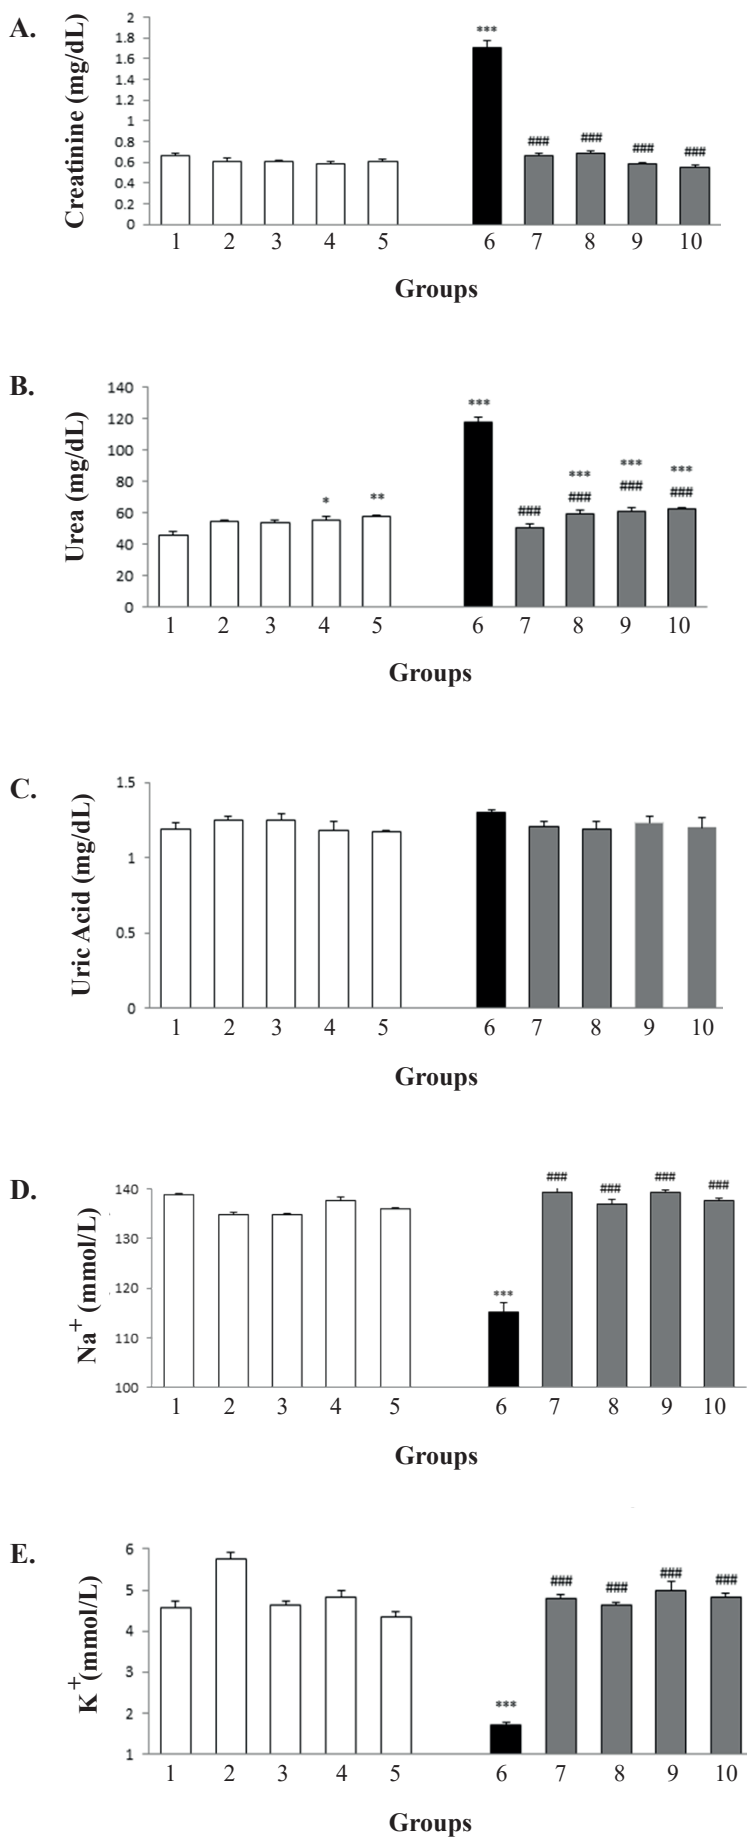 A.
Creatinine (mg/dL)
2
1.8
1.6
1.4
1.2
1
0.8
0.6
0.4
0.2
0
***
###
###
###
###
1 2 3 4 5 6 7 8 9 10
Groups
B.
Urea (mg/dL)
140
120
100
80
60
40
20
0
*
**
***
###
***
###
***
###
***
###
1 2 3 4 5 6 7 8 9 10
Groups
C.
Uric Acid (mg/dL)
1.5
1
0.5
0
1 2 3 4 5 6 7 8 9 10
Groups
D.
Na+ (mmol/L)
140
130
120
110
100
***
###
###
###
###
1 2 3 4 5 6 7 8 9 10
Groups
E.
K+(mmol/L)
6
5
4
3
2
1
***
###
###
###
###
1 2 3 4 5 6 7 8 9 10
Groups